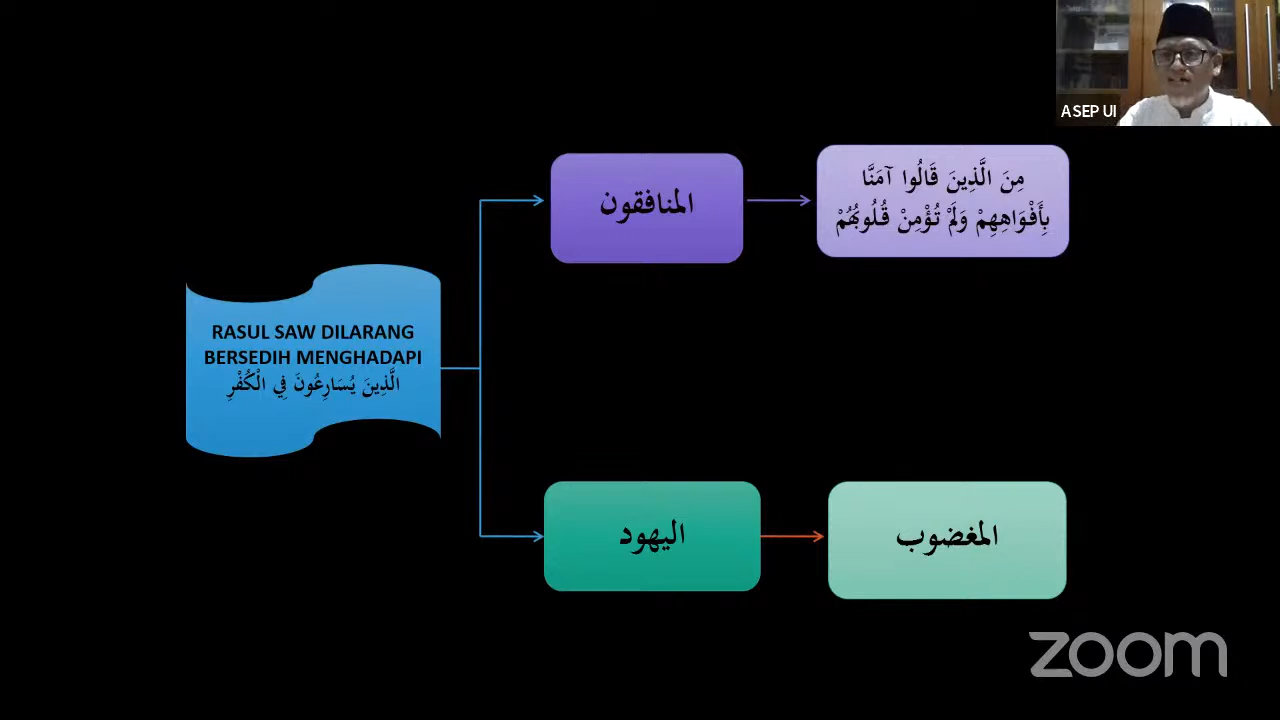 ASEP UI
المنافقون
مِنَ الَّذِينَ قَالُوا آمَنَّا
بِأَفْوَاهِهِمْ وَلَمْ تُؤْمِنْ قُلُوبُهُمْ
RASUL SAW DILARANG
BERSEDIH MENGHADAPI
الَّذِينَ يُسَارِعُونَ فِي الْكُفْرِ
اليهود
المغضوب
zoom